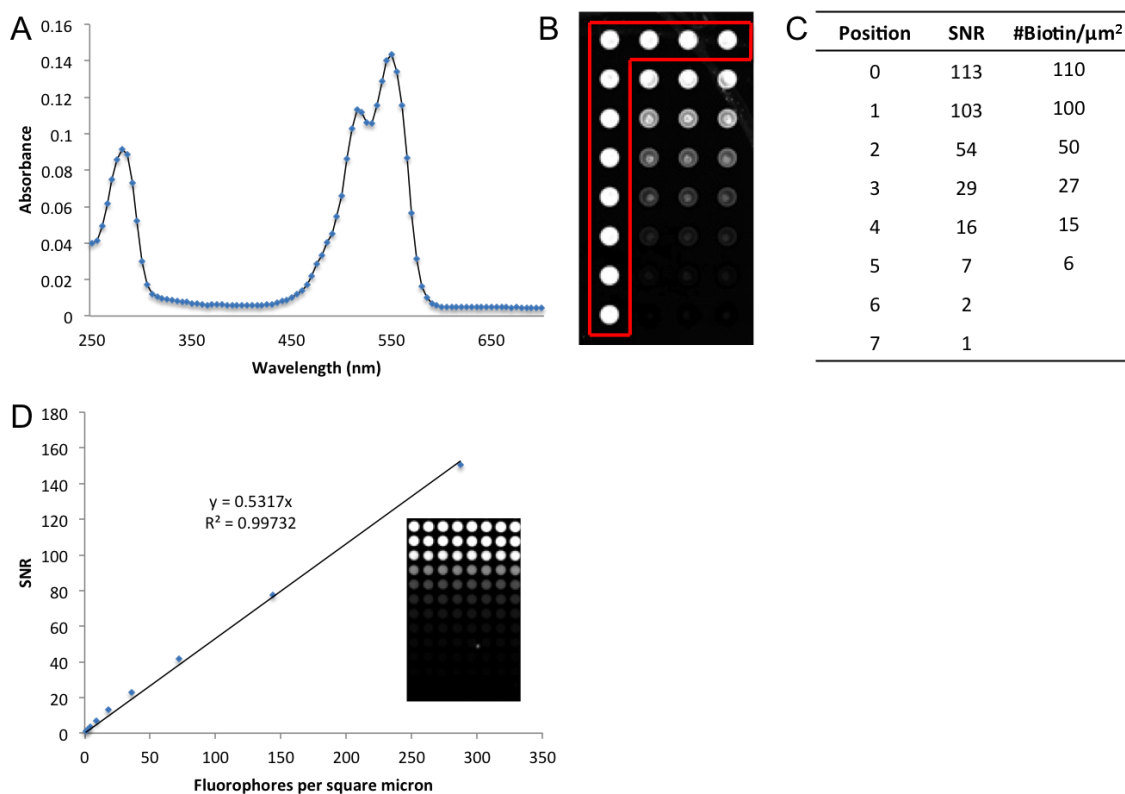 A
0.16
0.14
0.12
0.1
0.08
0.06
0.04
0.02
0
Absorbance
250 350 450 550 650
Wavelength (nm)
B
C
Position SNR #Biotin/µm²
0 113 110
1 103 100
2 54 50
3 29 27
4 16 15
5 7 6
6 2
7 1
D
180
160
140
120
100
80
60
40
20
0
SNR
y = 0.5317x
R² = 0.99732
0 50 100 150 200 250 300 350
Fluorophores per square micron